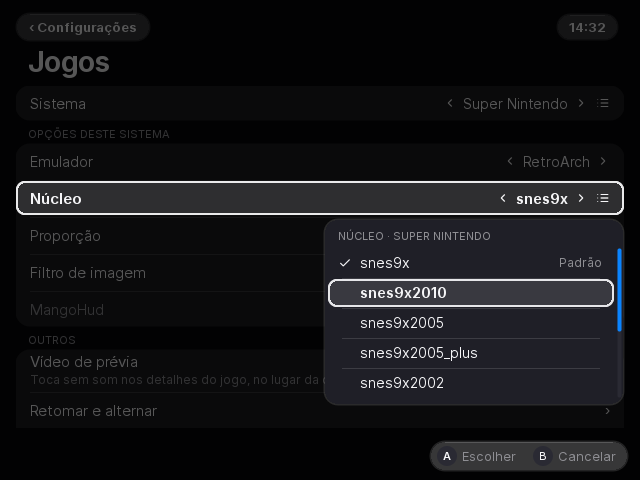 ‹ Configurações
14:32
Jogos
Sistema
‹ Super Nintendo ›
OPÇÕES DESTE SISTEMA
Emulador
‹ RetroArch ›
Núcleo
‹ snes9x ›
Proporção
NÚCLEO · SUPER NINTENDO
snes9x
Padrão
Filtro de imagem
snes9x2010
MangoHud
snes9x2005
OUTROS
snes9x2005_plus
Vídeo de prévia
Toca sem som nos detalhes do jogo, no lugar da
snes9x2002
Retomar e alternar ›
A Escolher
B Cancelar